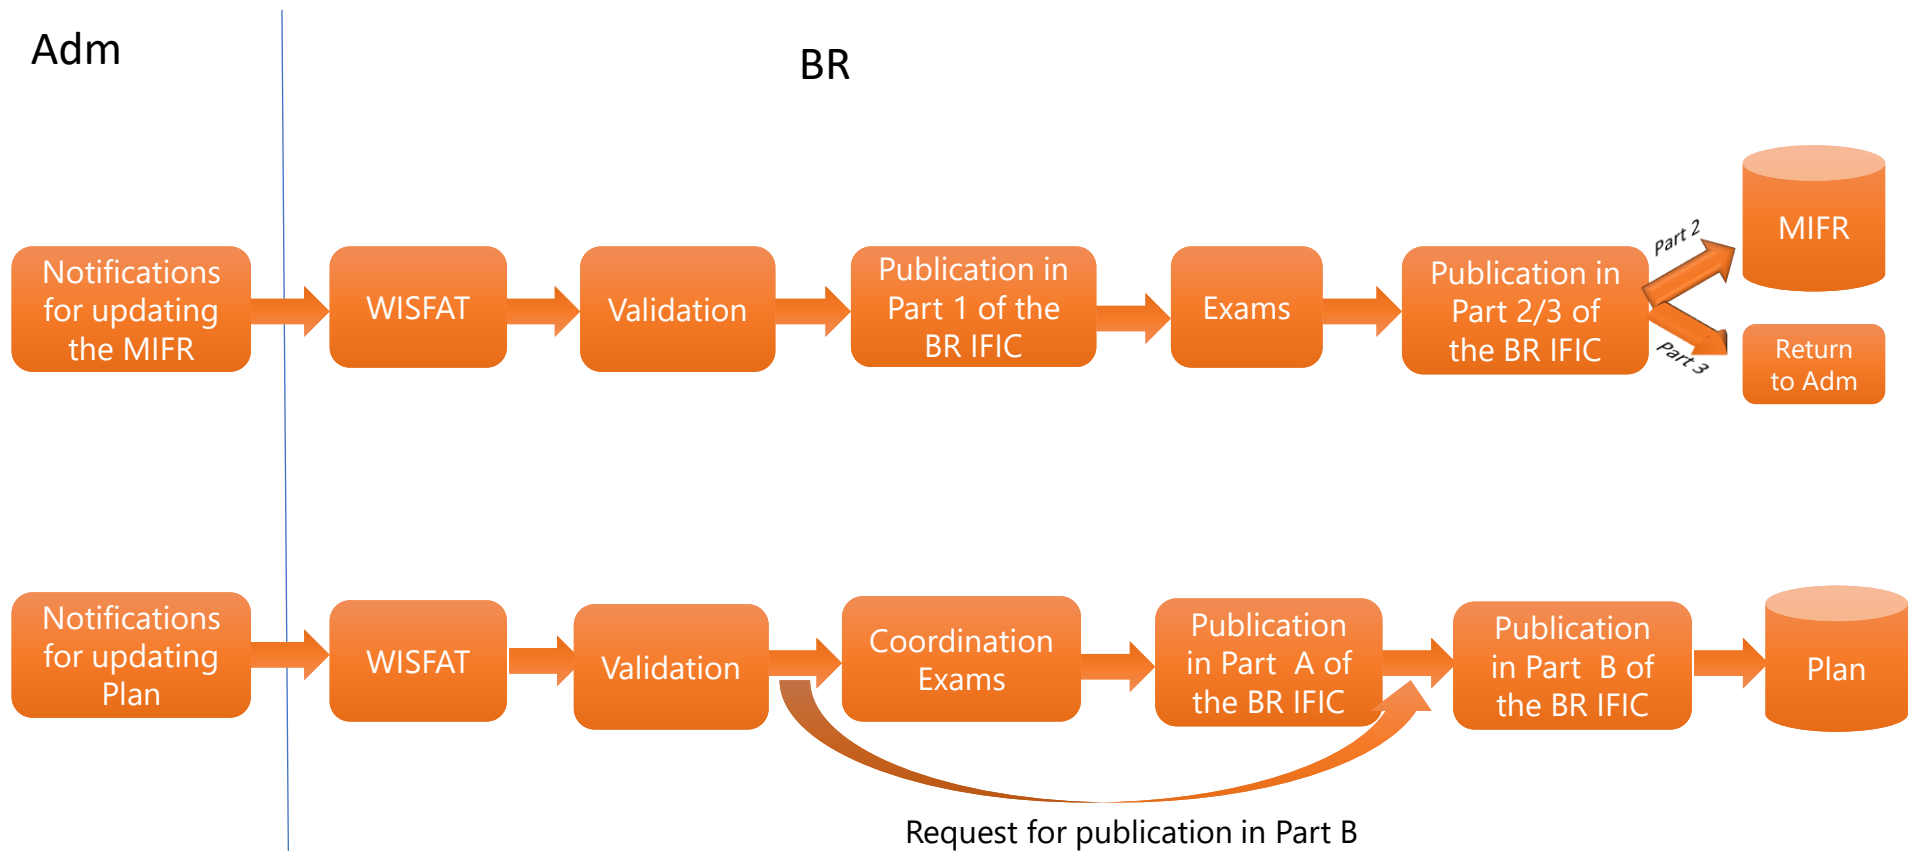 Adm
BR
Notifications
for updating
the MIFR
WISFAT
Validation
Publication in
Part 1 of the
BR IFIC
Exams
Publication in
Part 2/3 of
the BR IFIC
Part 2
Part 3
MIFR
Return
to Adm
Notifications
for updating
Plan
WISFAT
Validation
Coordination
Exams
Publication
in Part A of
the BR IFIC
Publication
in Part B of
the BR IFIC
Plan
Request for publication in Part B